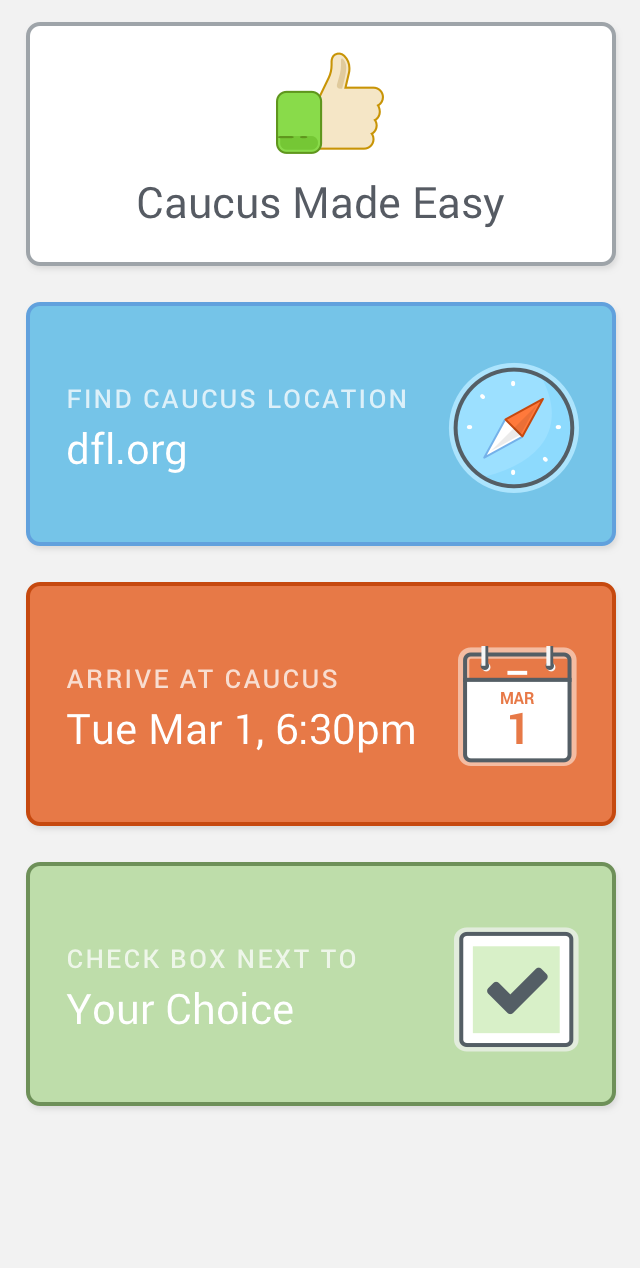 Caucus Made Easy
FIND CAUCUS LOCATION
dfl.org
ARRIVE AT CAUCUS
Tue Mar 1, 6:30pm
MAR
1
CHECK BOX NEXT TO
Your Choice